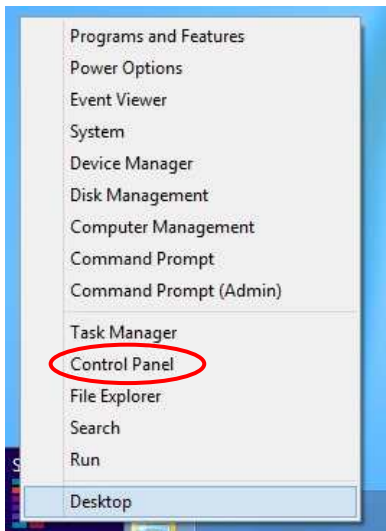 Programs and Features
Power Options
Event Viewer
System
Device Manager
Disk Management
Computer Management
Command Prompt
Command Prompt (Admin)
Task Manager
Control Panel
File Explorer
Search
Run
Desktop